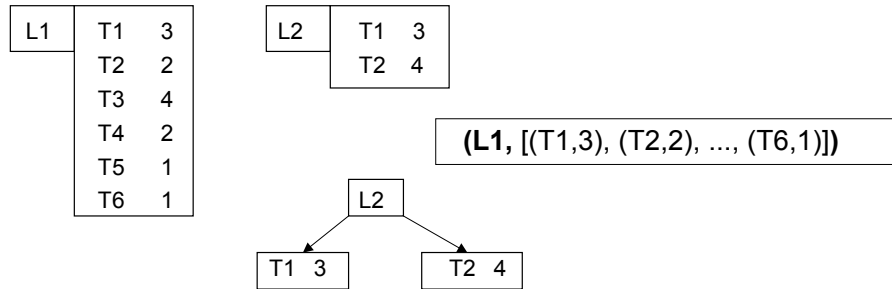 L1 T1 3
T2 2
T3 4
T4 2
T5 1
T6 1
L2 T1 3
T2 4
(L1, [(T1,3), (T2,2), ..., (T6,1)])
L2
T1 3
T2 4